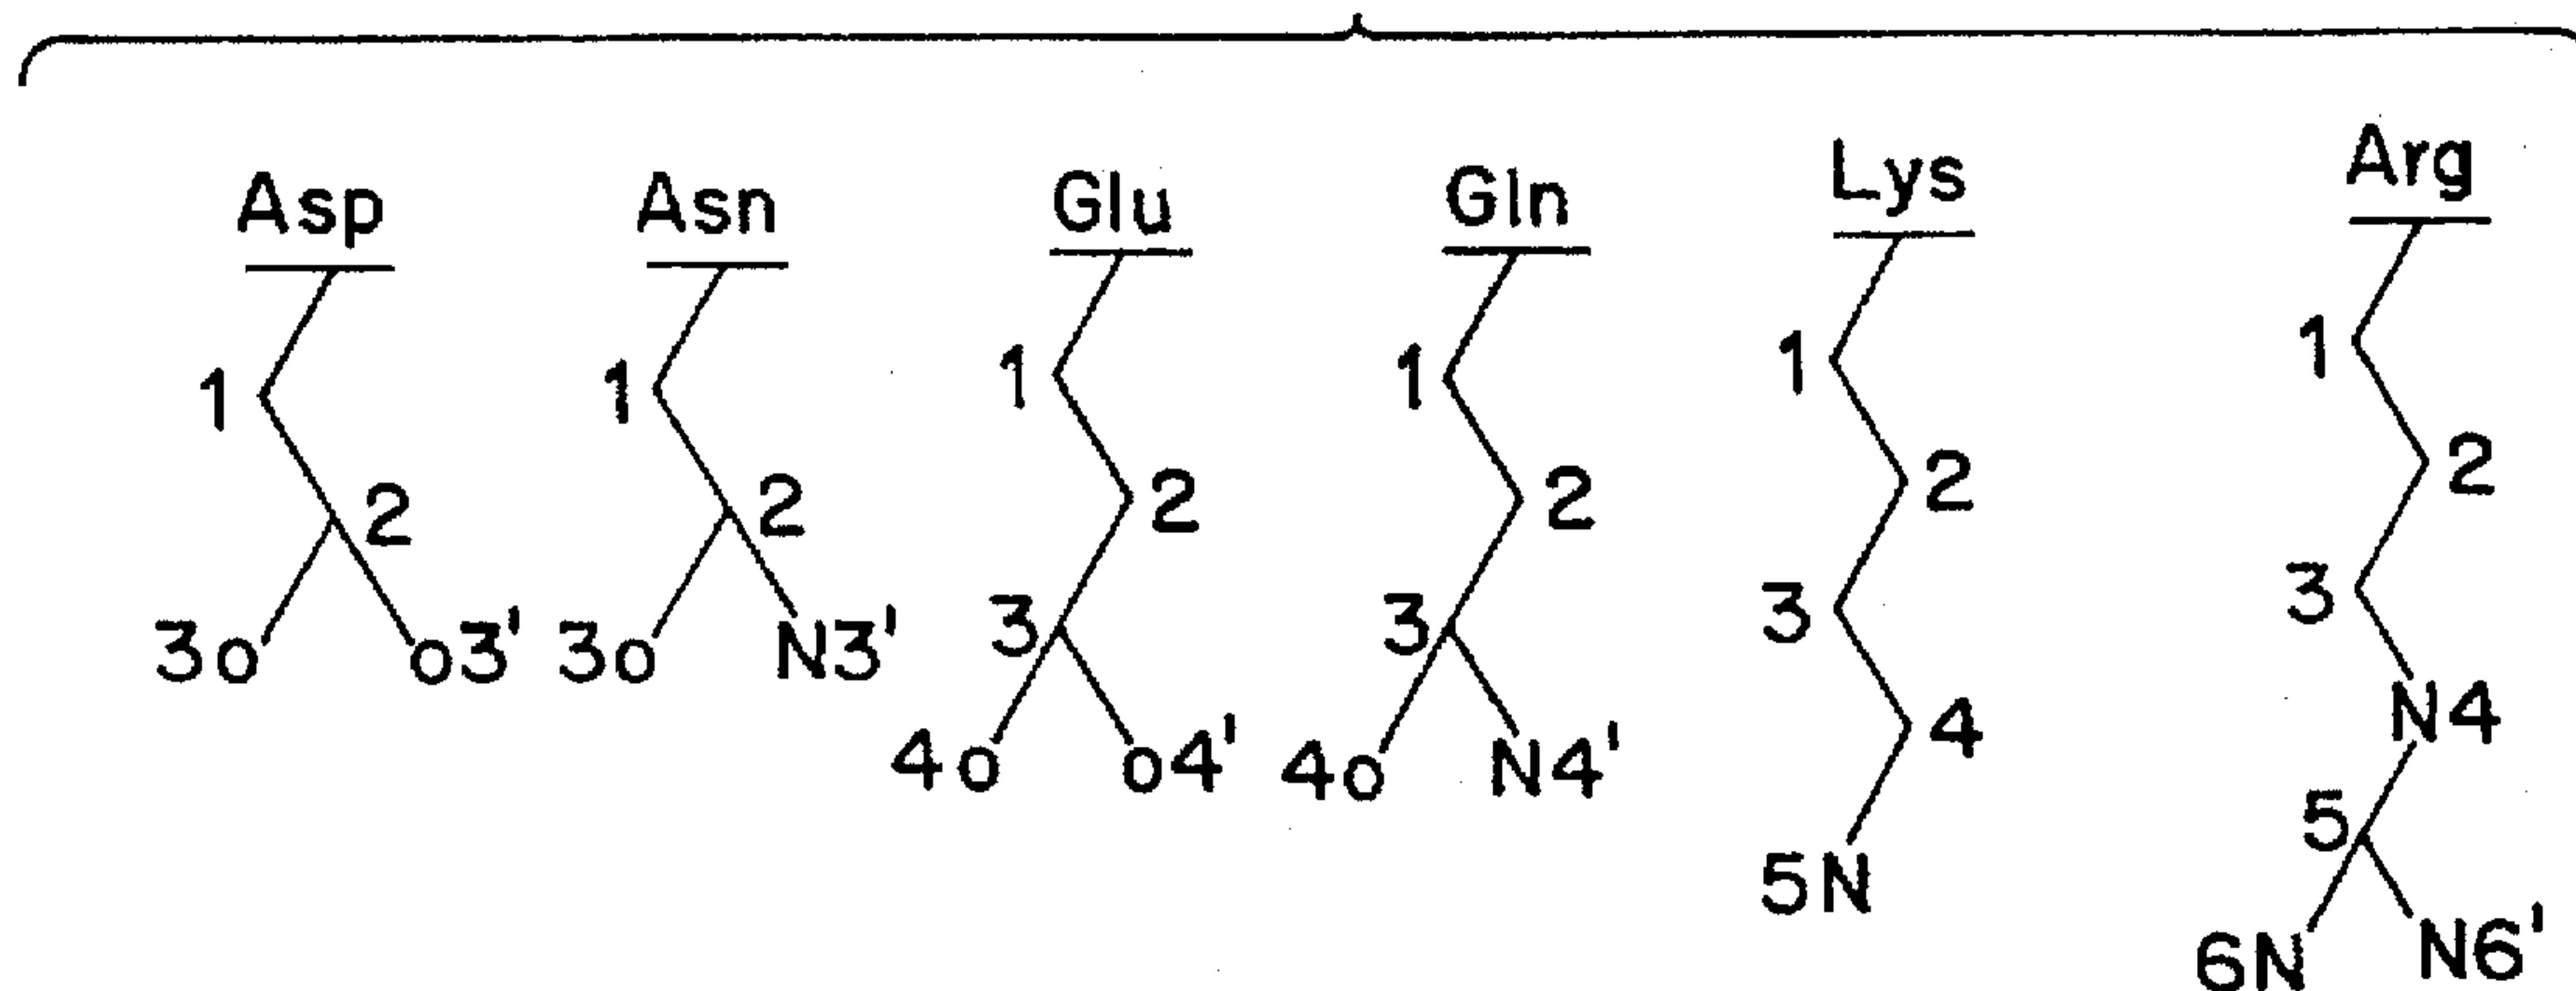 Asp Asn Glu Gln Lys Arg
1 1 1 1 1 1
2 2 2 2 2 2
3o o3' 3o N3' 3 3 3 3
4o o4' 4o N4' 4 N4
5N 5
6N N6'